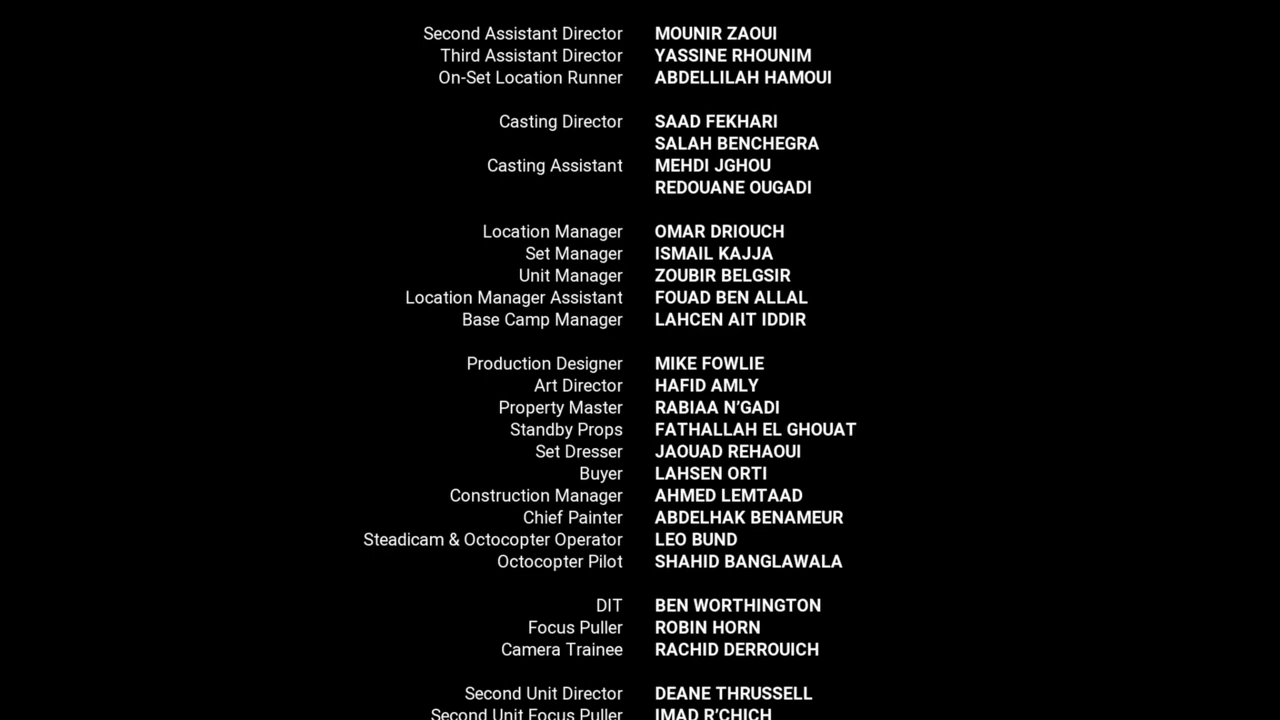 Second Assistant Director MOUNIR ZAOUI
Third Assistant Director YASSINE RHOUNIM
On-Set Location Runner ABDELLILAH HAMOUI
Casting Director SAAD FEKHARI
SALAH BENCHEGRA
Casting Assistant MEHDI JGHOU
REDOUANE OUGADI
Location Manager OMAR DRIOUCH
Set Manager ISMAIL KAJJA
Unit Manager ZOUBIR BELGSIR
Location Manager Assistant FOUAD BEN ALLAL
Base Camp Manager LAHCEN AIT IDDIR
Production Designer MIKE FOWLIE
Art Director HAFID AMLY
Property Master RABIAA N’GADI
Standby Props FATHALLAH EL GHOUAT
Set Dresser JAOUAD REHAOUI
Buyer LAHSEN ORTI
Construction Manager AHMED LEMTAAD
Chief Painter ABDELHAK BENAMEUR
Steadicam & Octocopter Operator LEO BUND
Octocopter Pilot SHAHID BANGLAWALA
DIT BEN WORTHINGTON
Focus Puller ROBIN HORN
Camera Trainee RACHID DERROUICH
Second Unit Director DEANE THRUSSELL
Second Unit Focus Puller IMAD R’CHICH